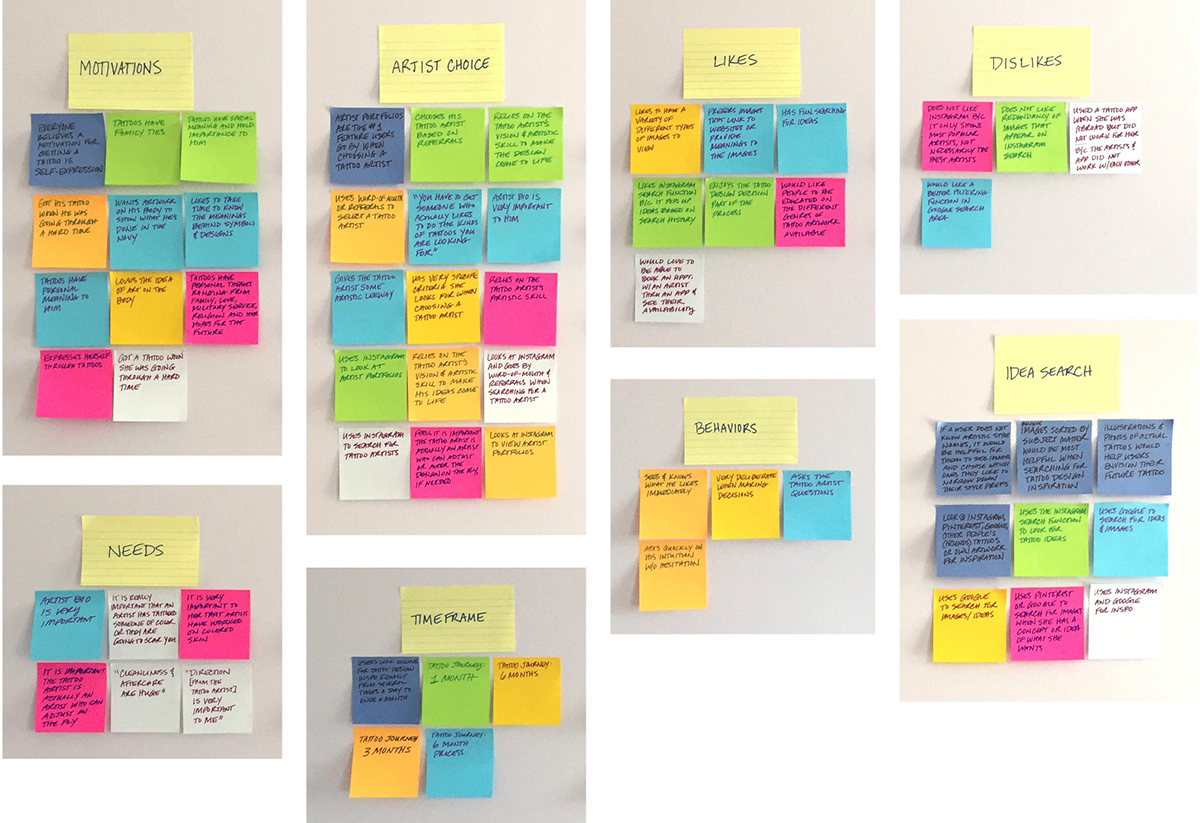 MOTIVATIONS
EVERYONE
BELIEVES A
MOTIVATION FOR
GETTING A
TATTOO IS
SELF-EXPRESSION
TATTOOS HAVE
FAMILY TIES
TATTOOS HAVE SPECIAL
MEANING AND HOLD
IMPORTANCE TO
HIM
GOT HIS
TATTOO WHEN HE
WAS GOING THROUGH
A HARD TIME
WANTS ARTWORK
ON HIS BODY TO
SHOW WHAT HE'S
DONE IN THE
NAVY
LIKES TO TAKE
TIME TO KNOW
THE MEANINGS
BEHIND SYMBOLS
& DESIGNS
TATTOOS HAVE
PERSONAL
MEANING TO
HIM
LOVES THE IDEA
OF ART ON THE
BODY
TATTOOS HAVE
PERSONAL THEMES
RANGING FROM
FAMILY, LOVE,
MILITARY SERVICE,
RELIGION AND HER
HOPES FOR THE
FUTURE
EXPRESSES HERSELF
THROUGH TATTOOS
GOT A TATTOO WHEN
SHE WAS GOING
THROUGH A HARD
TIME
NEEDS
ARTIST BIO
IS VERY
IMPORTANT
IT IS REALLY
IMPORTANT THAT AN
ARTIST HAS TATTOOED
SOMEONE OF COLOR
OR THEY ARE
GOING TO SCAR YOU
IT IS VERY
IMPORTANT TO
HER THAT ARTISTS
HAVE WORKED ON
COLORED
SKIN
IT IS IMPORTANT
THE TATTOO
ARTIST IS
ACTUALLY AN
ARTIST WHO CAN
ADJUST ON
THE FLY
"CLEANLINESS &
AFTERCARE
ARE HUGE"
"DIRECTION
[FROM THE
TATTOO ARTIST]
IS VERY
IMPORTANT
TO ME"
ARTIST CHOICE
ARTIST PORTFOLIOS
ARE THE #1
FEATURE USERS
GO BY WHEN
CHOOSING A
TATTOO ARTIST
CHOOSES HIS
TATTOO ARTIST
BASED ON
REFERRALS
RELIES ON THE
TATTOO ARTIST'S
VISION & ARTISTIC
SKILL TO MAKE
THE DESIGN
COME TO LIFE
USES WORD-OF-MOUTH
OR REFERRALS TO
SELECT A TATTOO
ARTIST
"YOU HAVE TO GET
SOMEONE WHO
ACTUALLY LIKES
TO DO THE KINDS
OF TATTOOS YOU
ARE LOOKING
FOR"
ARTIST BIO IS
VERY IMPORTANT
TO HIM
GIVES THE TATTOO
ARTIST SOME
ARTISTIC LEEWAY
HAS VERY SPECIFIC
CRITERIA SHE
LOOKS FOR WHEN
CHOOSING A
TATTOO ARTIST
RELIES ON THE
TATTOO ARTIST'S
ARTISTIC SKILL
USES INSTAGRAM
TO LOOK AT
ARTIST PORTFOLIOS
RELIES ON THE
TATTOO ARTIST'S
VISION & ARTISTIC
SKILL TO MAKE
HIS IDEAS COME
TO LIFE
LOOKS AT INSTAGRAM
AND GOES BY
WORD-OF-MOUTH &
REFERRALS WHEN
SEARCHING FOR A
TATTOO ARTIST
USES INSTAGRAM
TO SEARCH FOR
TATTOO ARTISTS
IT IS IMPORTANT
THE TATTOO ARTIST IS
ACTUALLY AN ARTIST
WHO CAN ADJUST
OR ALTER THE
DESIGN ON THE FLY,
IF NEEDED
LOOKS AT INSTAGRAM
TO VIEW ARTIST
PORTFOLIOS
TIMEFRAME
USERS LOOK ONLINE
FOR TATTOO DESIGN
INSPO EQUALLY
FROM SEVERAL
TIMES A DAY TO
ONCE A MONTH
TATTOO JOURNEY:
1 MONTH
TATTOO JOURNEY:
6 MONTHS
TATTOO JOURNEY:
3 MONTHS
TATTOO JOURNEY:
6 MONTH
PROCESS
LIKES
LIKES TO HAVE A
VARIETY OF
DIFFERENT TYPES
OF IMAGES TO
VIEW
PREFERS IMAGES
THAT LINK TO
WEBSITES OR
PROVIDE
MEANINGS TO
THE IMAGES
HAS FUN SEARCHING
FOR IDEAS
LIKES INSTAGRAM
SEARCH FUNCTION
B/C IT POPS UP
IDEAS BASED ON
SEARCH HISTORY
ENJOYS THE TATTOO
DESIGN DECISION
PART OF THE
PROCESS
WOULD LIKE
PEOPLE TO BE
EDUCATED ON
THE DIFFERENT
GENRES OF
TATTOO ARTWORK
AVAILABLE
WOULD LOVE TO
BE ABLE TO
BOOK AN APPT.
W/ AN ARTIST
THRU AN APP &
SEE THEIR
AVAILABILITY
BEHAVIORS
SEES & KNOWS
WHAT HE LIKES
IMMEDIATELY
VERY DELIBERATE
WHEN MAKING
DECISIONS
ASKS THE
TATTOO ARTIST
QUESTIONS
ACTS QUICKLY ON
HIS INTUITION
W/O HESITATION
DISLIKES
DOES NOT LIKE
INSTAGRAM B/C
IT ONLY SHOWS
MOST POPULAR
ARTISTS, NOT
NECESSARILY THE
BEST ARTISTS
DOES NOT LIKE
REDUNDANCY OF
IMAGES THAT
APPEAR ON
INSTAGRAM
SEARCH
USED A TATTOO APP
WHEN SHE WAS
ABROAD BUT DID
NOT WORK FOR HER
B/C THE ARTISTS &
APP DID NOT
WORK W/EACH OTHER
WOULD LIKE A
BETTER FILTERING
FUNCTION IN
GOOGLE SEARCH
AREA
IDEA SEARCH
IF A USER DOES NOT
KNOW ARTISTIC STYLE
NAMES, IT WOULD
BE HELPFUL FOR
THEM TO SEE IMAGES
AND CHOOSE WHICH
ONES THEY LIKE TO
NARROW DOWN
THEIR STYLE PREFS
IMAGES SORTED BY
SUBJECT MATTER
WOULD BE MOST
HELPFUL WHEN
SEARCHING FOR
TATTOO DESIGN
INSPIRATION
ILLUSTRATIONS &
PHOTOS OF ACTUAL
TATTOOS WOULD
HELP USERS
ENVISION THEIR
FUTURE TATTOO
LOOK @ INSTAGRAM,
PINTEREST, GOOGLE,
OTHER PEOPLE'S
(FRIENDS) TATTOOS
OR OWN ARTWORK
FOR INSPIRATION
USES THE INSTAGRAM
SEARCH FUNCTION
TO LOOK FOR
TATTOO IDEAS
USES GOOGLE TO
SEARCH FOR IDEAS
& IMAGES
USES GOOGLE
TO SEARCH FOR
IMAGES/IDEAS
USES PINTEREST
OR GOOGLE TO
SEARCH FOR IMAGES
WHEN SHE HAS A
CONCEPT OR IDEA
OF WHAT SHE
WANTS
USES INSTAGRAM
AND GOOGLE
FOR INSPO